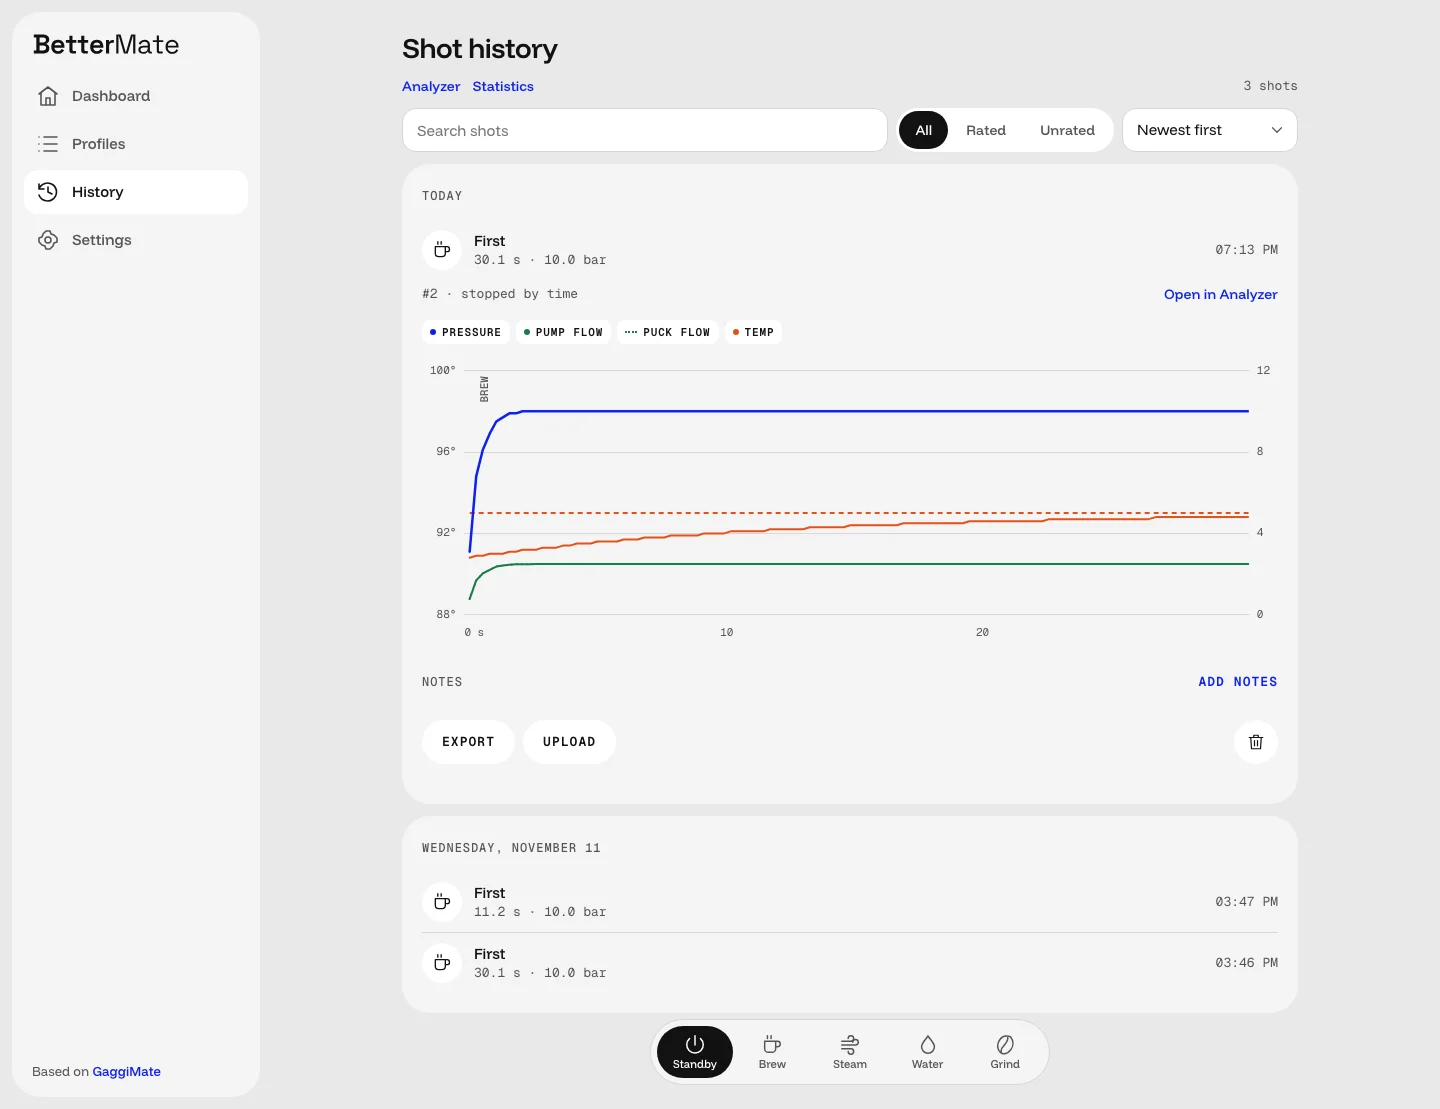 BetterMate
Dashboard
Profiles
History
Settings
Based on GaggiMate
Shot history
Analyzer Statistics
3 shots
Search shots
All Rated Unrated
Newest first
TODAY
First
30.1 s · 10.0 bar
07:13 PM
#2 · stopped by time
Open in Analyzer
PRESSURE PUMP FLOW PUCK FLOW TEMP
100° 12
BREW
96° 8
92° 4
88° 0
0 s 10 20
NOTES
ADD NOTES
EXPORT UPLOAD
WEDNESDAY, NOVEMBER 11
First
11.2 s · 10.0 bar
03:47 PM
First
30.1 s · 10.0 bar
03:46 PM
Standby Brew Steam Water Grind